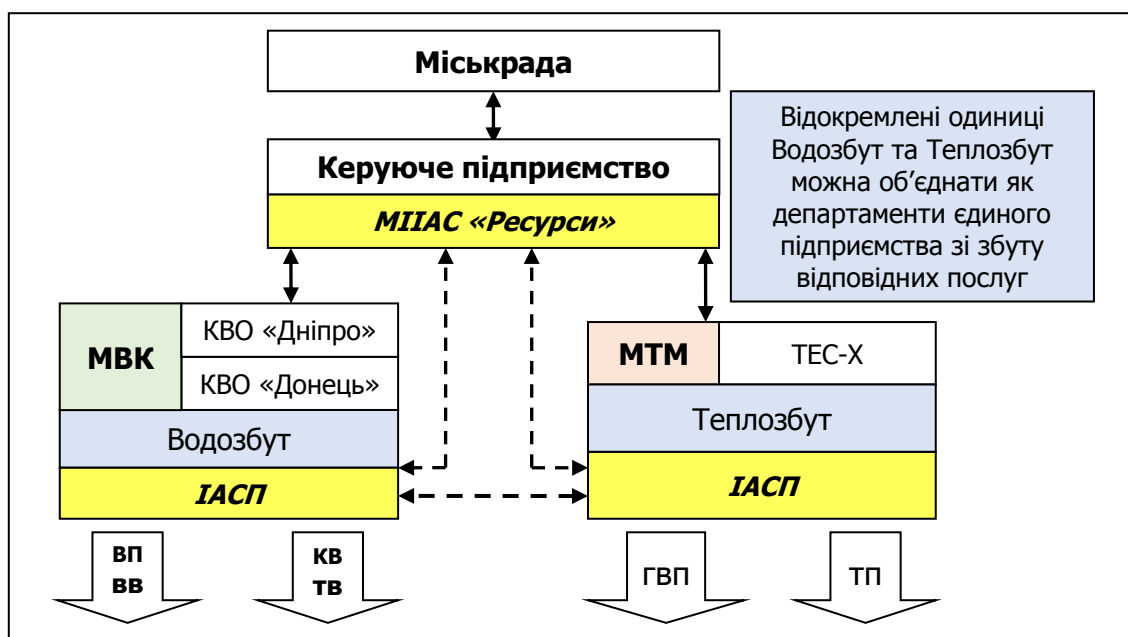 Міськрада
Керуюче підприємство
МІІАС «Ресурси»
Відокремлені одиниці
Водозбут та Теплозбут
можна об’єднати як
департаменти єдиного
підприємства зі збуту
відповідних послуг
МВК
КВО «Дніпро»
КВО «Донець»
Водозбут
ІАСП
МТМ
ТЕС-Х
Теплозбут
ІАСП
ВП
ВВ
КВ
ТВ
ГВП
ТП